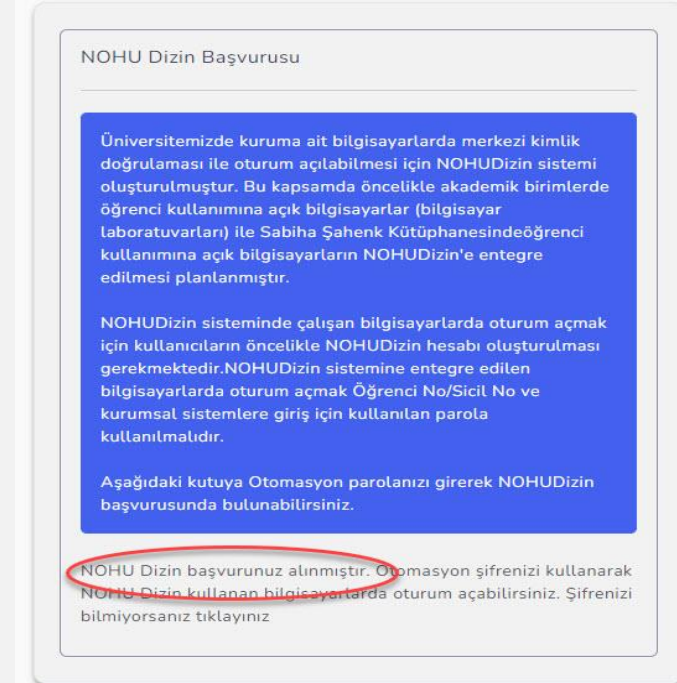 NOHU Dizin Başvurusu
Üniversitemizde kuruma ait bilgisayarlarda merkezi kimlik
doğrulaması ile oturum açılabilmesi için NOHUDizin sistemi
oluşturulmuştur. Bu kapsamda öncelikle akademik birimlerde
öğrenci kullanımına açık bilgisayarlar (bilgisayar
laboratuvarları) ile Sabiha Şahenk Kütüphanesindeöğrenci
kullanımına açık bilgisayarların NOHUDizin'e entegre
edilmesi planlanmıştır.
NOHUDizin sisteminde çalışan bilgisayarlarda oturum açmak
için kullanıcıların öncelikle NOHUDizin hesabı oluşturulması
gerekmektedir.NOHUDizin sistemine entegre edilen
bilgisayarlarda oturum açmak Öğrenci No/Sicil No ve
kurumsal sistemlere giriş için kullanılan parola
kullanılmalıdır.
Aşağıdaki kutuya Otomasyon parolanızı girerek NOHUDizin
başvurusunda bulunabilirsiniz.
NOHU Dizin başvurunuz alınmıştır. Otomasyon şifrenizi kullanarak
NOHU Dizin kullanan bilgisayarlarda oturum açabilirsiniz. Şifrenizi
bilmiyorsanız tıklayınız